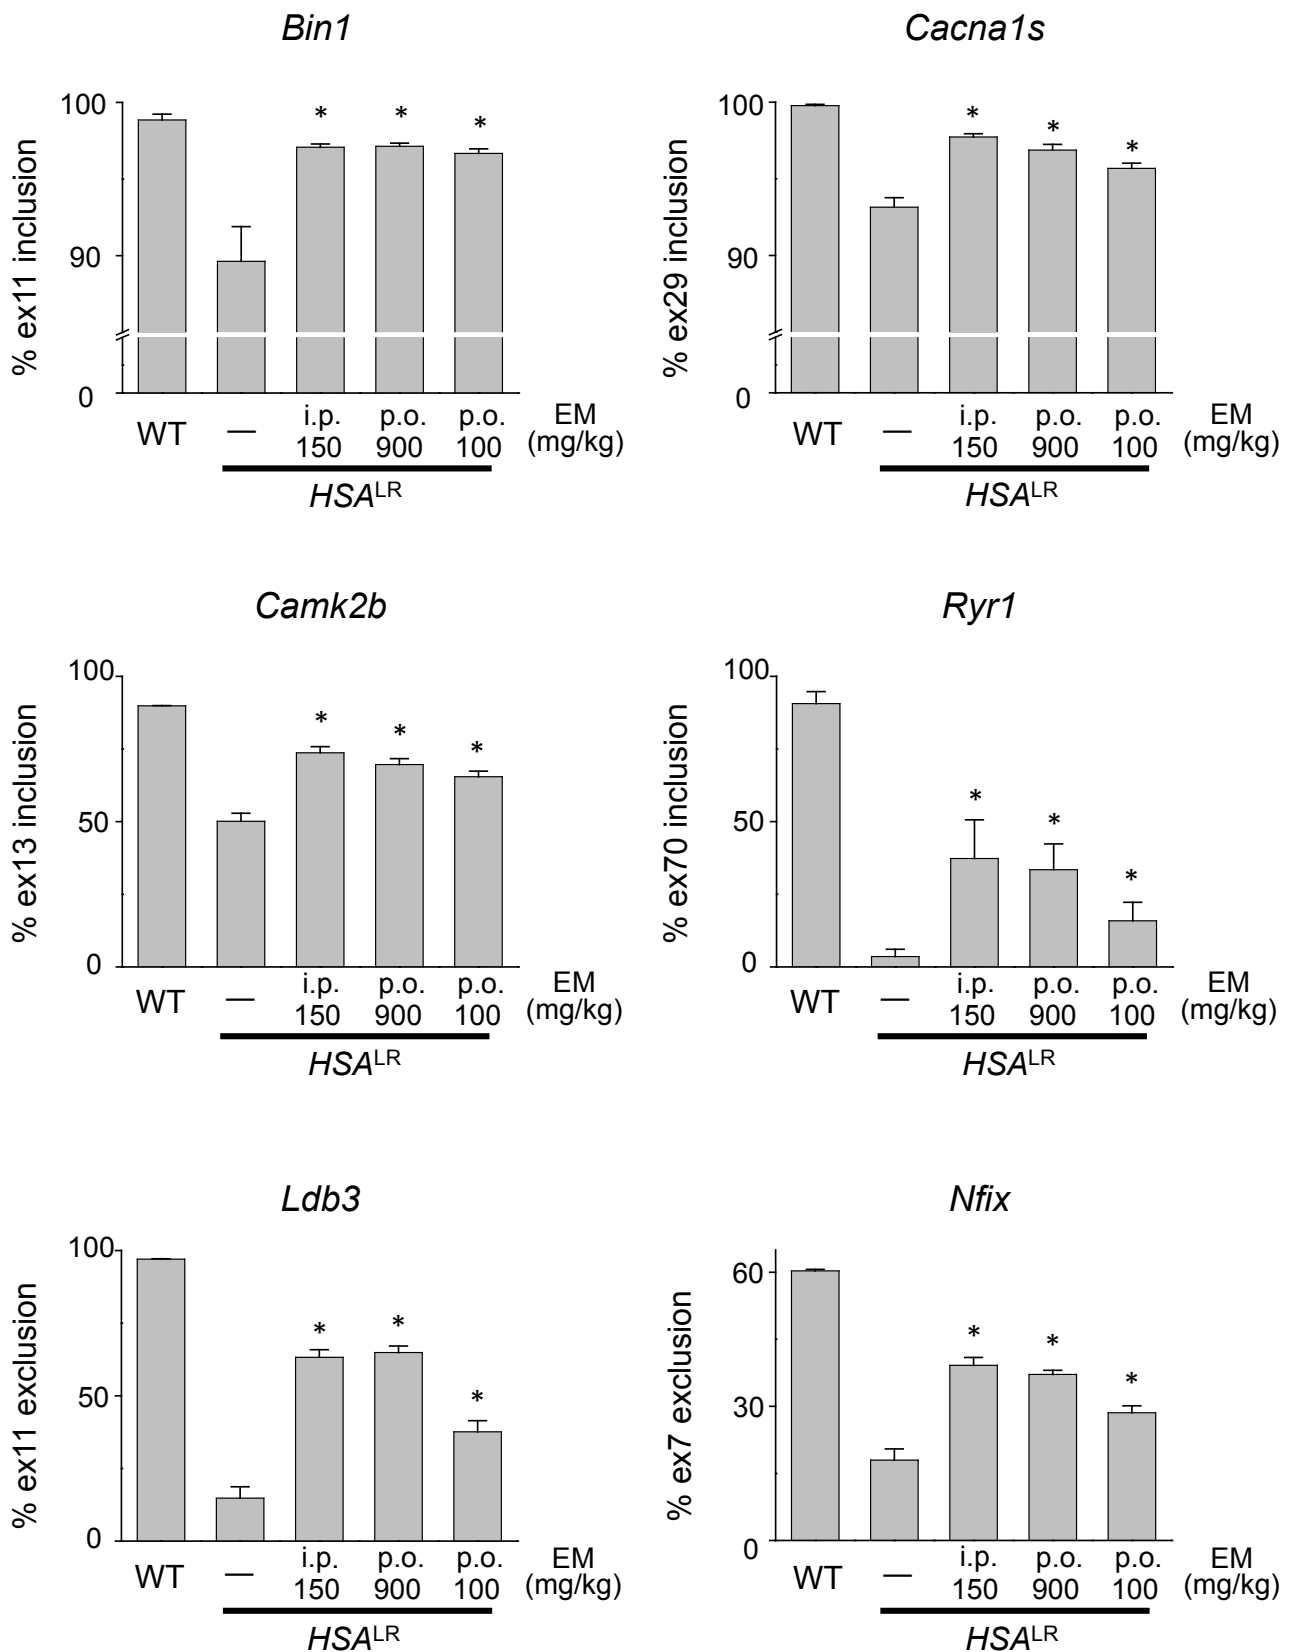 Bin1
% ex11 inclusion
100
90
0
* * *
WT — i.p. p.o. p.o. EM
150 900 100 (mg/kg)
HSALR
Cacna1s
% ex29 inclusion
100
90
0
* * *
WT — i.p. p.o. p.o. EM
150 900 100 (mg/kg)
HSALR
Camk2b
% ex13 inclusion
100
50
0
* * *
WT — i.p. p.o. p.o. EM
150 900 100 (mg/kg)
HSALR
Ryr1
% ex70 inclusion
100
50
0
* * *
WT — i.p. p.o. p.o. EM
150 900 100 (mg/kg)
HSALR
Ldb3
% ex11 exclusion
100
50
0
* * *
WT — i.p. p.o. p.o. EM
150 900 100 (mg/kg)
HSALR
Nfix
% ex7 exclusion
60
30
0
* * *
WT — i.p. p.o. p.o. EM
150 900 100 (mg/kg)
HSALR